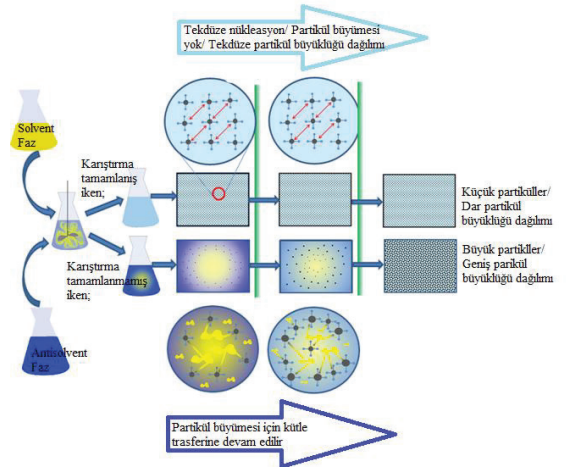 Tekdüze nükleasyon/ Partikül büyümesi
yok/ Tekdüze partikül büyüklüğü dağılımı
Solvent
Faz
Karıştırma
tamamlanış
iken;
Küçük partiküller/
Dar partikül
büyüklüğü dağılımı
Karıştırma
tamamlanmamış
iken;
Büyük partikller/
Geniş parikül
büyüklüğü dağılımı
Antisolvent
Faz
Partikül büyümesi için kütle
trasferine devam edilir